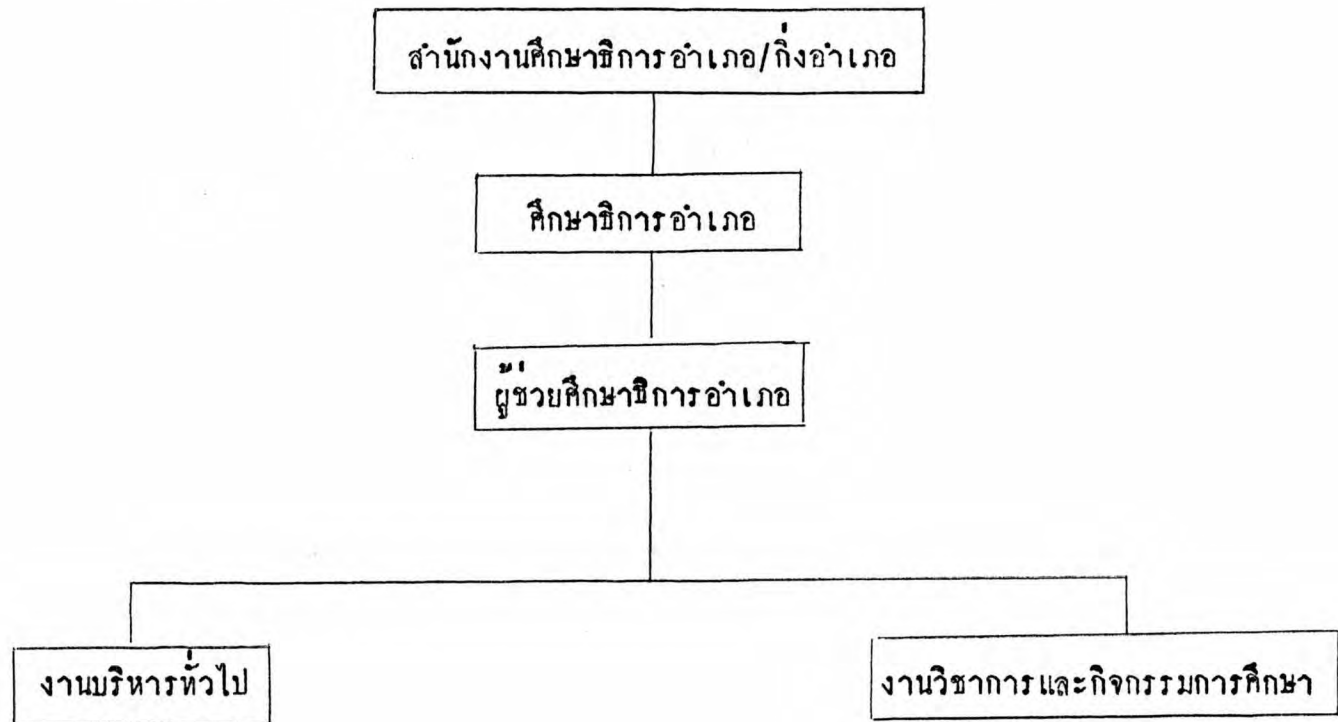 สำนักงานศึกษาธิการอำเภอ/กิ่งอำเภอ
ศึกษาธิการอำเภอ
ผู้ช่วยศึกษาธิการอำเภอ
งานบริหารทั่วไป
งานวิชาการและกิจกรรมการศึกษา